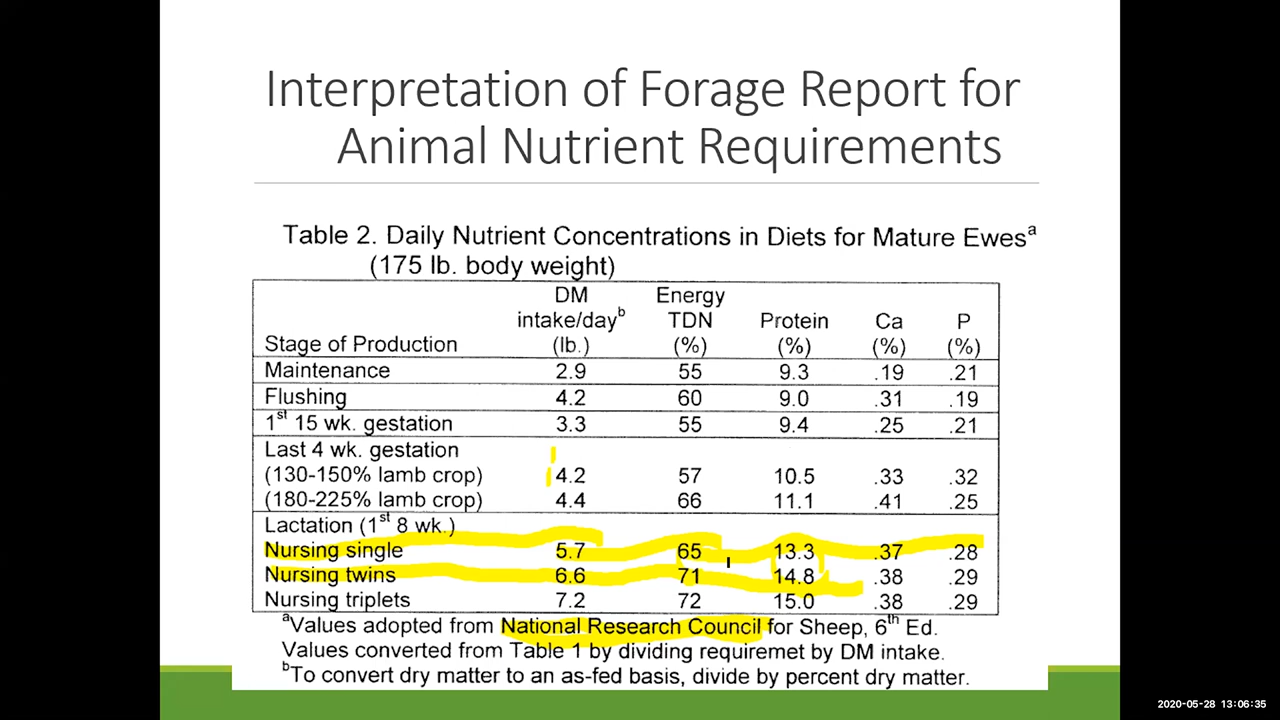 Interpretation of Forage Report for
Animal Nutrient Requirements
Table 2. Daily Nutrient Concentrations in Diets for Mature Ewesᵃ
(175 lb. body weight)
Stage of Production DM intake/dayᵇ (lb.) Energy TDN (%) Protein (%) Ca (%) P (%)
Maintenance 2.9 55 9.3 .19 .21
Flushing 4.2 60 9.0 .31 .19
1ˢᵗ 15 wk. gestation 3.3 55 9.4 .25 .21
Last 4 wk. gestation
(130-150% lamb crop) 4.2 57 10.5 .33 .32
(180-225% lamb crop) 4.4 66 11.1 .41 .25
Lactation (1ˢᵗ 8 wk.)
Nursing single 5.7 65 13.3 .37 .28
Nursing twins 6.6 71 14.8 .38 .29
Nursing triplets 7.2 72 15.0 .38 .29
ᵃValues adopted from National Research Council for Sheep, 6ᵗʰ Ed.
Values converted from Table 1 by dividing requiremet by DM intake.
ᵇTo convert dry matter to an as-fed basis, divide by percent dry matter.
2020-05-28 13:06:35